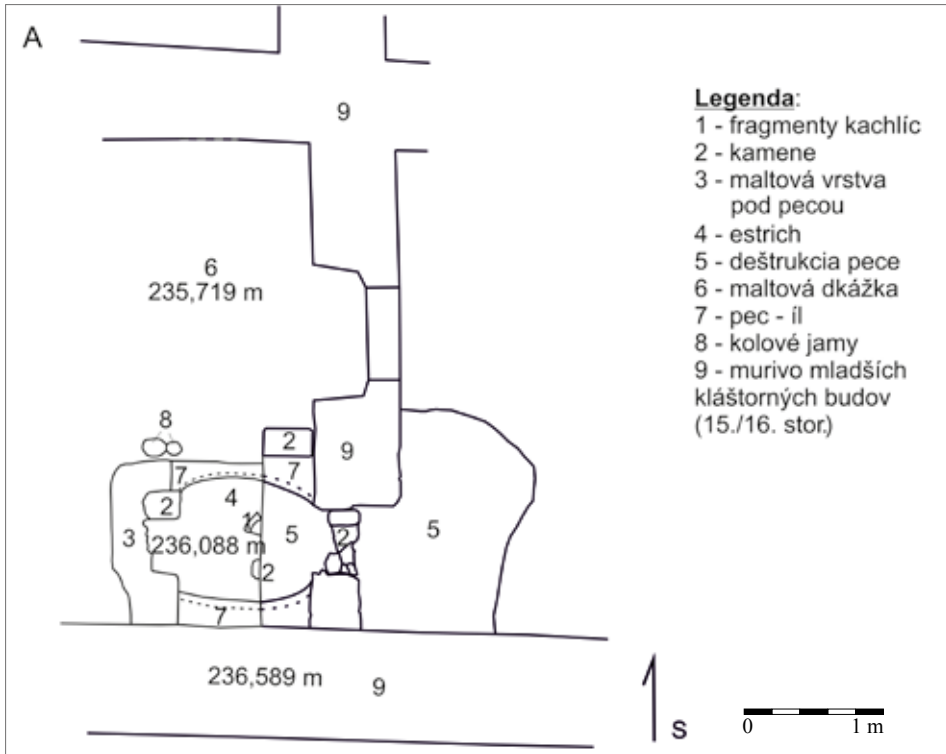 A
9
6
235,719 m
8
2
9
7
7
4
2
1
5
2
5
3
236,088 m
2
7
236,589 m
9
Legenda:
1 - fragmenty kachlíc
2 - kamene
3 - maltová vrstva
pod pecou
4 - estrich
5 - deštrukcia pece
6 - maltová dkážka
7 - pec - íl
8 - kolové jamy
9 - murivo mladších
kláštorných budov
(15./16. stor.)
S
0 1 m